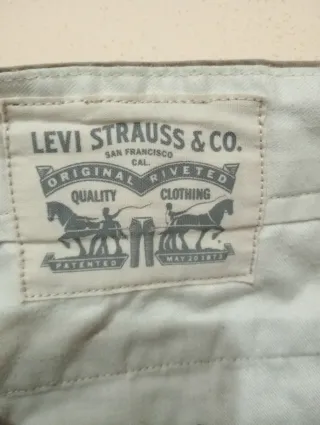 LEVI STRAUSS & CO.
SAN FRANCISCO
CAL.
ORIGINAL RIVETED
QUALITY CLOTHING
PATENTED MAY 20 1873